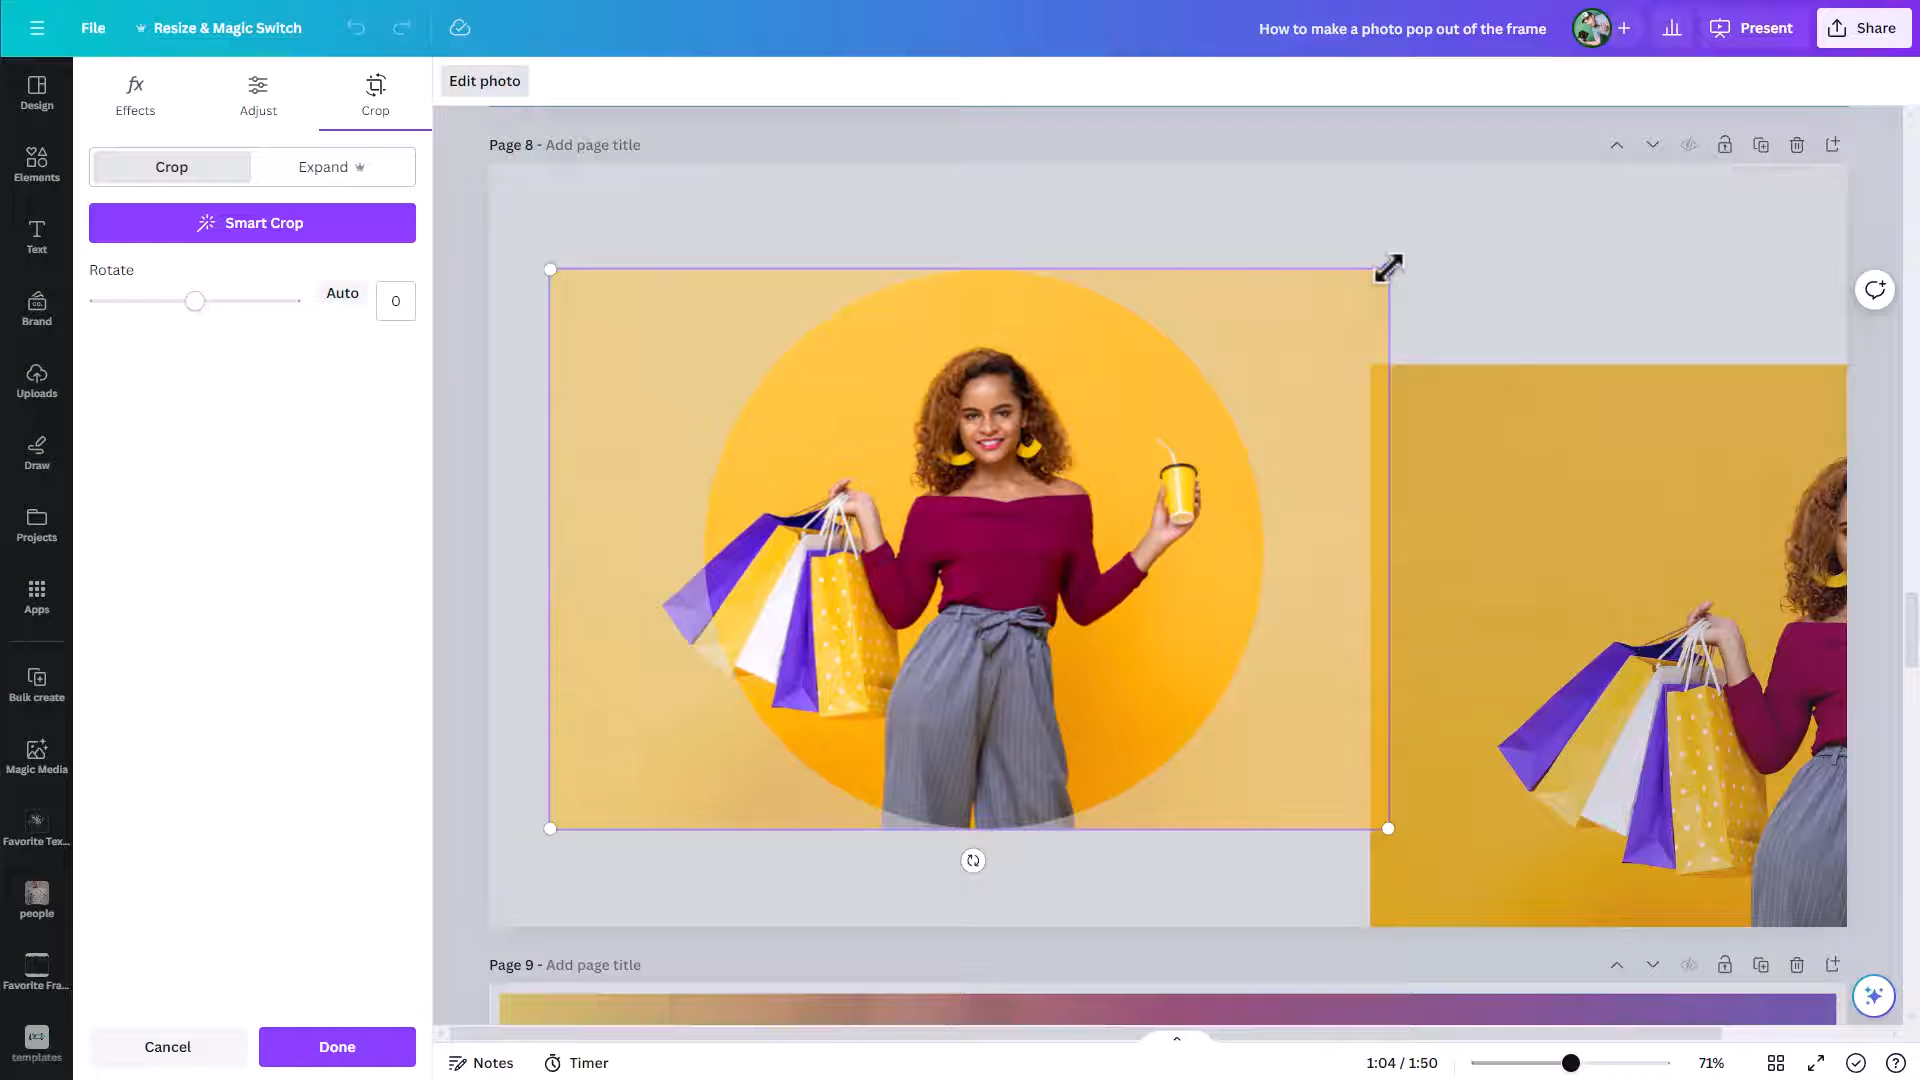 File
Resize & Magic Switch
How to make a photo pop out of the frame
Present
Share
Design
Elements
Text
Brand
Uploads
Draw
Projects
Apps
Bulk create
Magic Media
Favorite Tex...
people
Favorite Fra...
templates
Effects
Adjust
Crop
Crop
Expand
Smart Crop
Rotate
Auto
0
Cancel
Done
Edit photo
Page 8 - Add page title
Page 9 - Add page title
Notes
Timer
1:04 / 1:50
71%